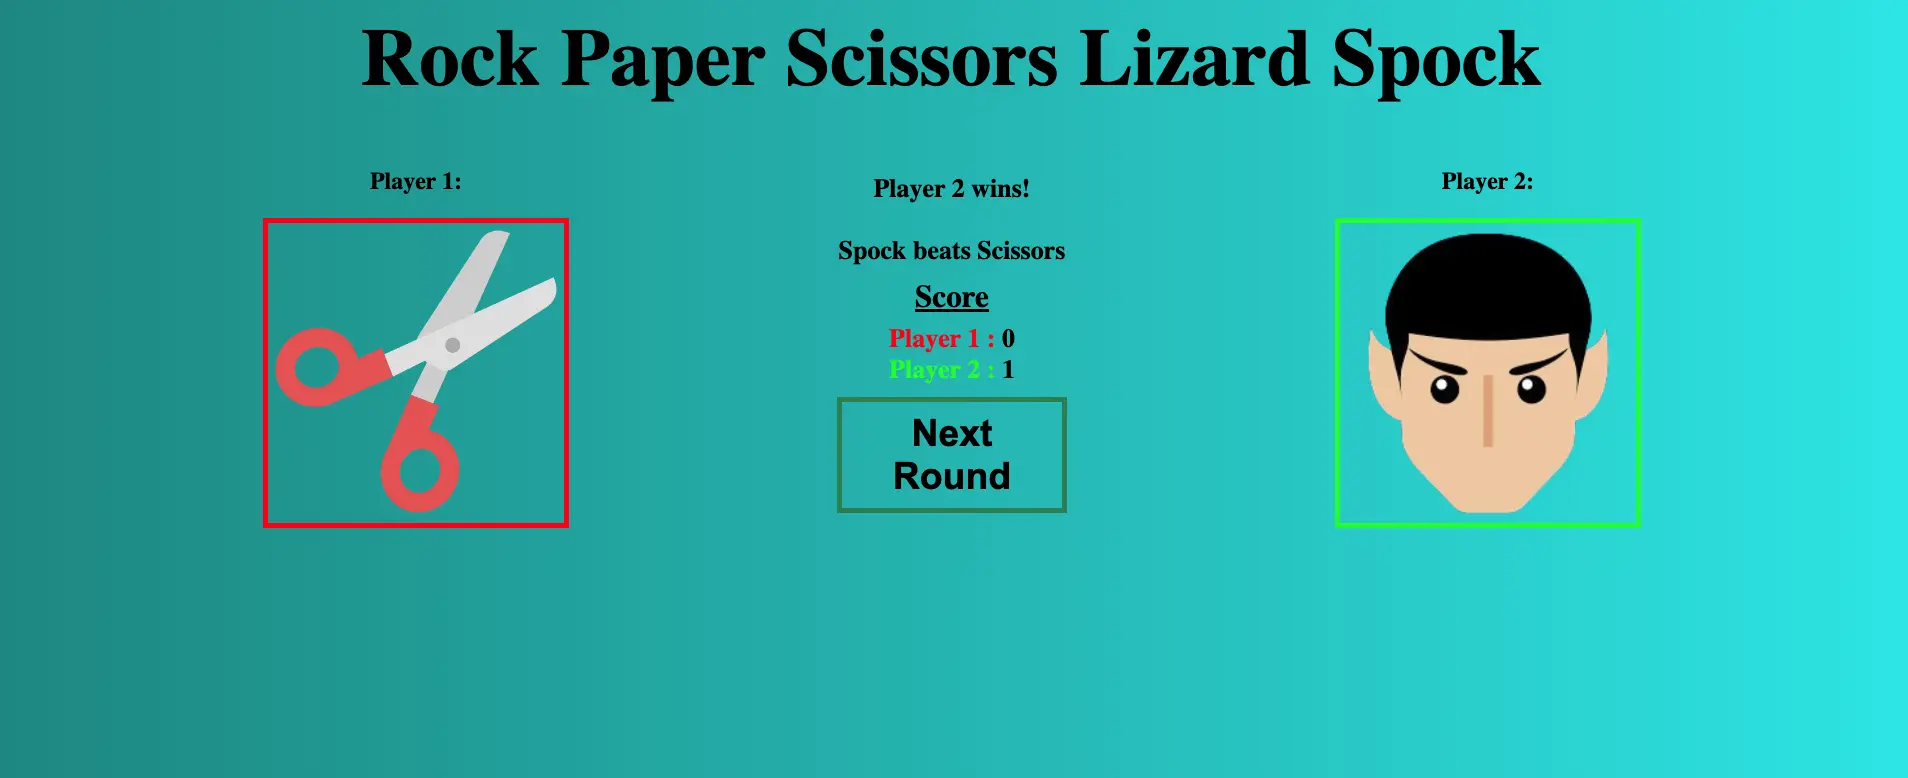 Rock Paper Scissors Lizard Spock
Player 1:
Player 2 wins!
Spock beats Scissors
Score
Player 1 : 0
Player 2 : 1
Next
Round
Player 2: